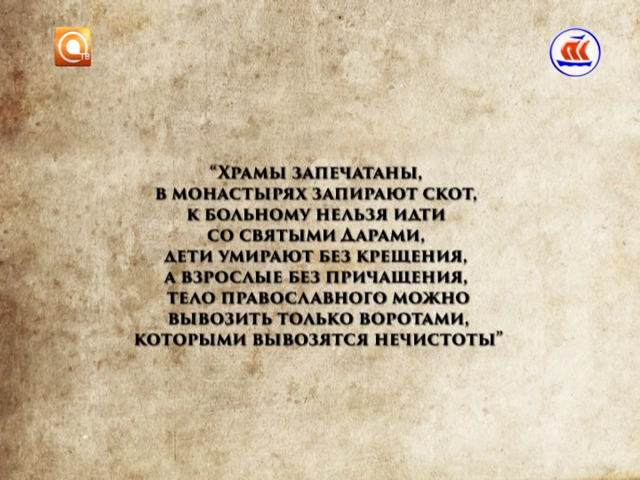 ТВ
“Храмы запечатаны,
в монастырях запирают скот,
к больному нельзя идти
со святыми Дарами,
дети умирают без крещения,
а взрослые без причащения,
тело православного можно
вывозить только воротами,
которыми вывозятся нечистоты”